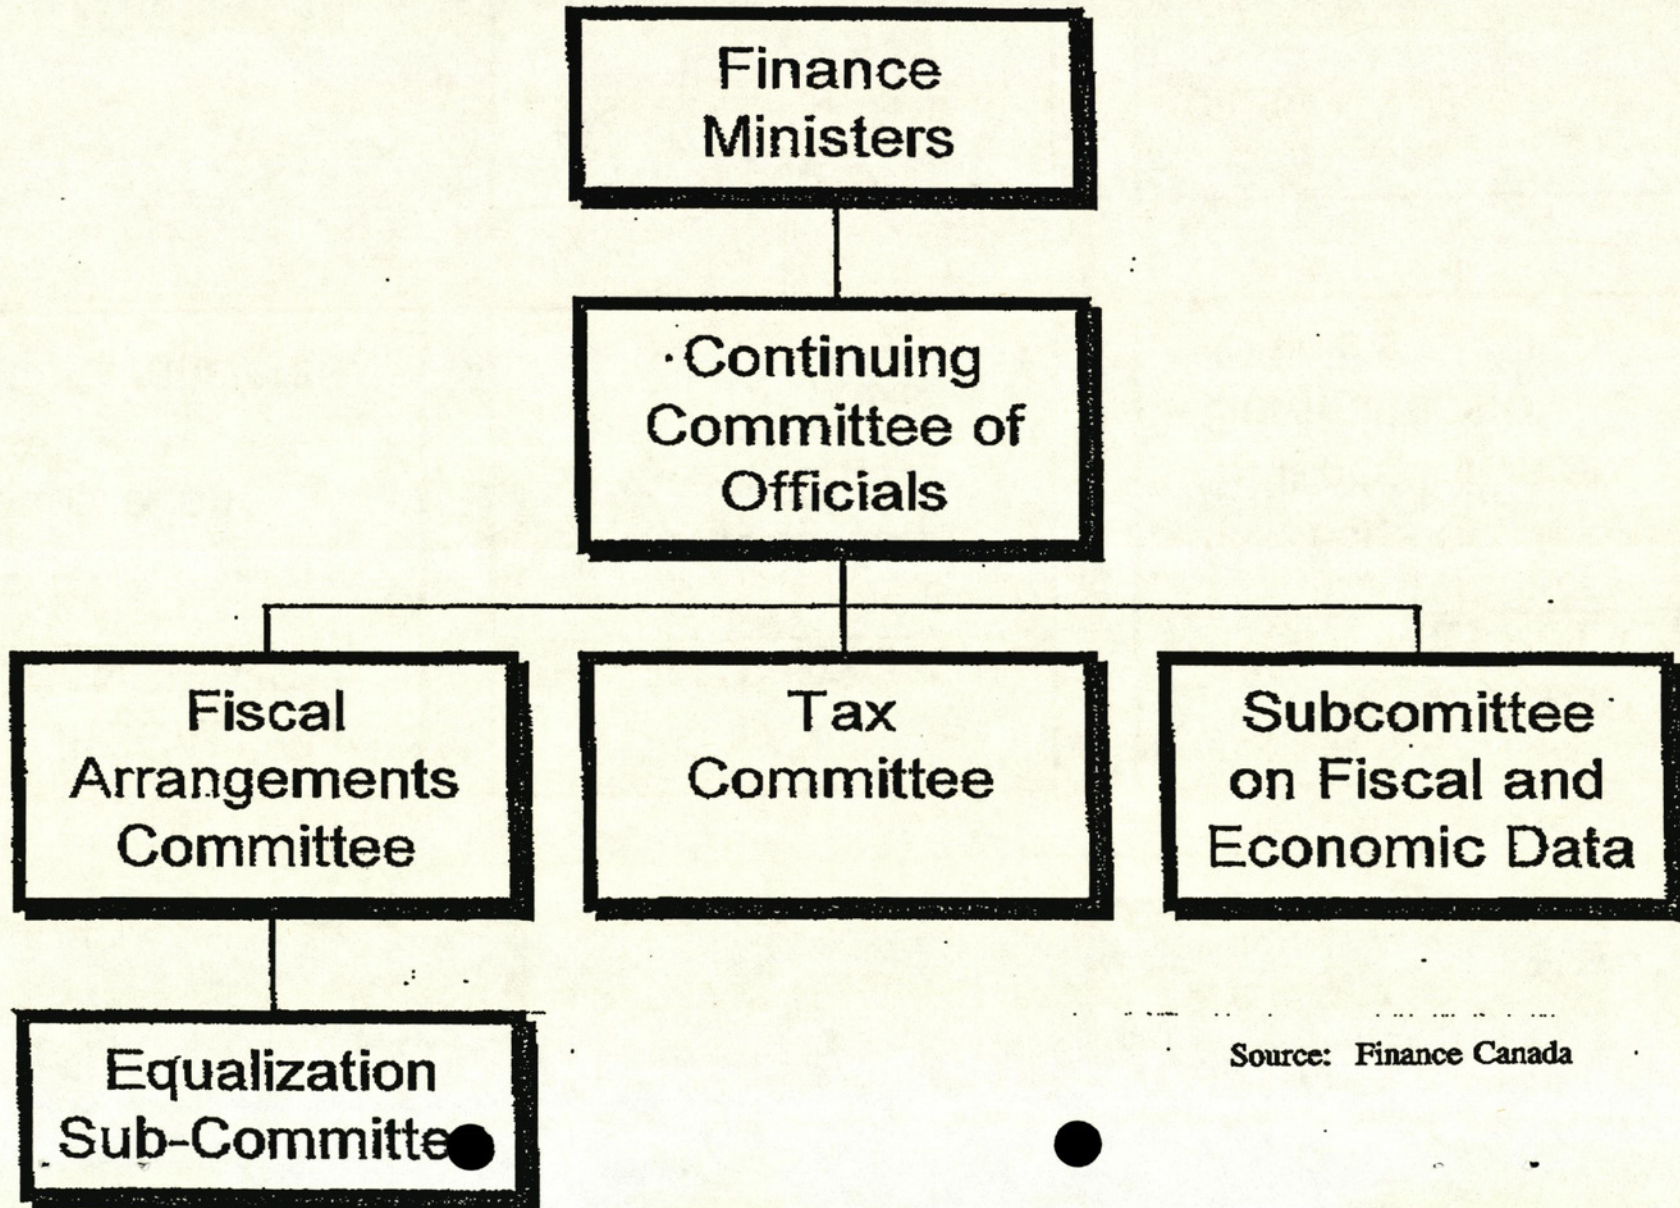 Finance
Ministers
Continuing
Committee of
Officials
Fiscal
Arrangements
Committee
Tax
Committee
Subcomittee
on Fiscal and
Economic Data
Equalization
Sub-Committee
Source: Finance Canada